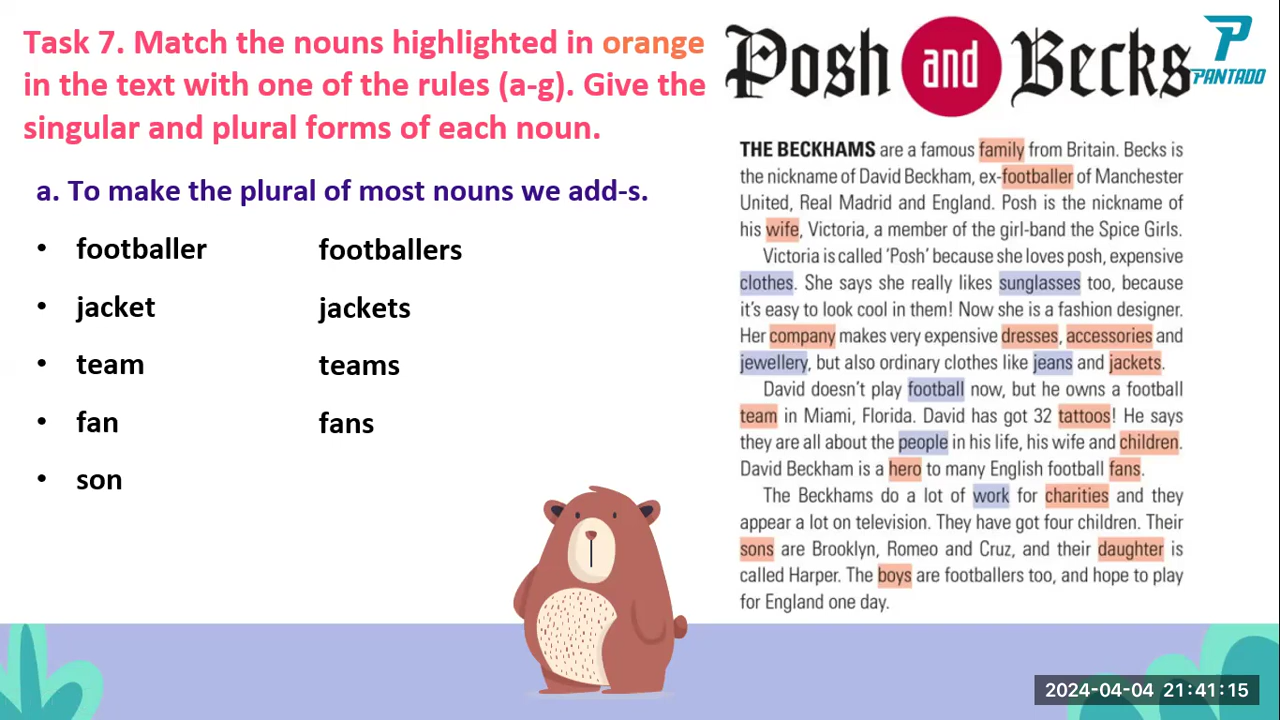 Task 7. Match the nouns highlighted in orange
in the text with one of the rules (a-g). Give the
singular and plural forms of each noun.
a. To make the plural of most nouns we add-s.
• footballer footballers
• jacket jackets
• team teams
• fan fans
• son
Posh and Becks
PANTADO
THE BECKHAMS are a famous family from Britain. Becks is
the nickname of David Beckham, ex-footballer of Manchester
United, Real Madrid and England. Posh is the nickname of
his wife, Victoria, a member of the girl-band the Spice Girls.
Victoria is called ‘Posh’ because she loves posh, expensive
clothes. She says she really likes sunglasses too, because
it’s easy to look cool in them! Now she is a fashion designer.
Her company makes very expensive dresses, accessories and
jewellery, but also ordinary clothes like jeans and jackets.
David doesn’t play football now, but he owns a football
team in Miami, Florida. David has got 32 tattoos! He says
they are all about the people in his life, his wife and children.
David Beckham is a hero to many English football fans.
The Beckhams do a lot of work for charities and they
appear a lot on television. They have got four children. Their
sons are Brooklyn, Romeo and Cruz, and their daughter is
called Harper. The boys are footballers too, and hope to play
for England one day.
2024-04-04 21:41:15